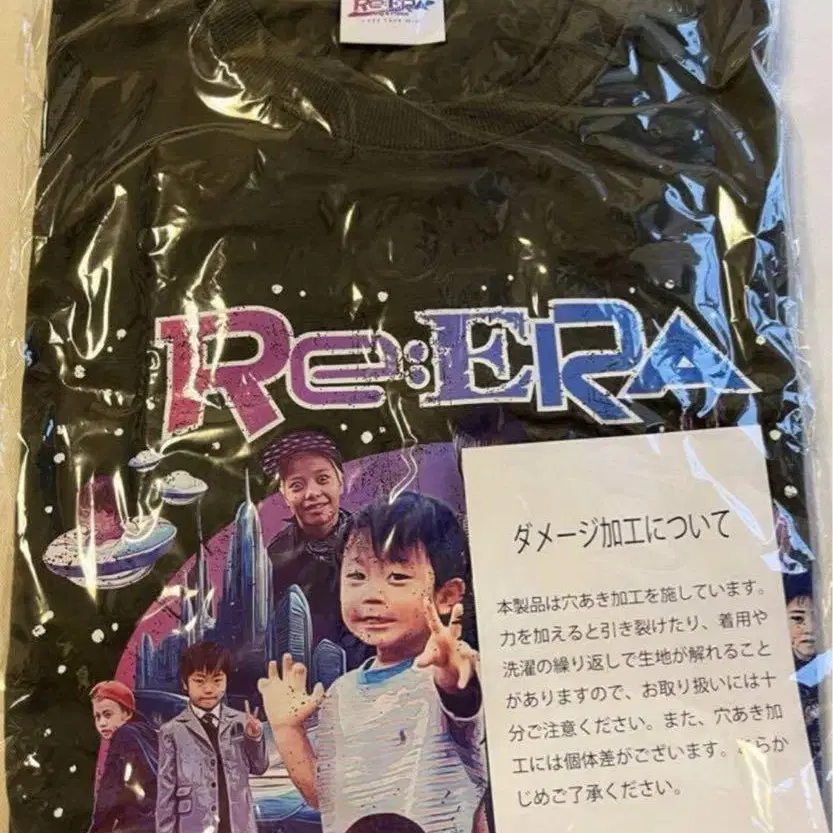 Re:ERA
Re:ERA
ダメージ加工について
本製品は穴あき加工を施しています。
力を加えると引き裂けたり、着用や
洗濯の繰り返しで生地が解れること
がありますので、お取り扱いには十
分ご注意ください。また、穴あき加
工には個体差がございます。あらか
じめご了承ください。